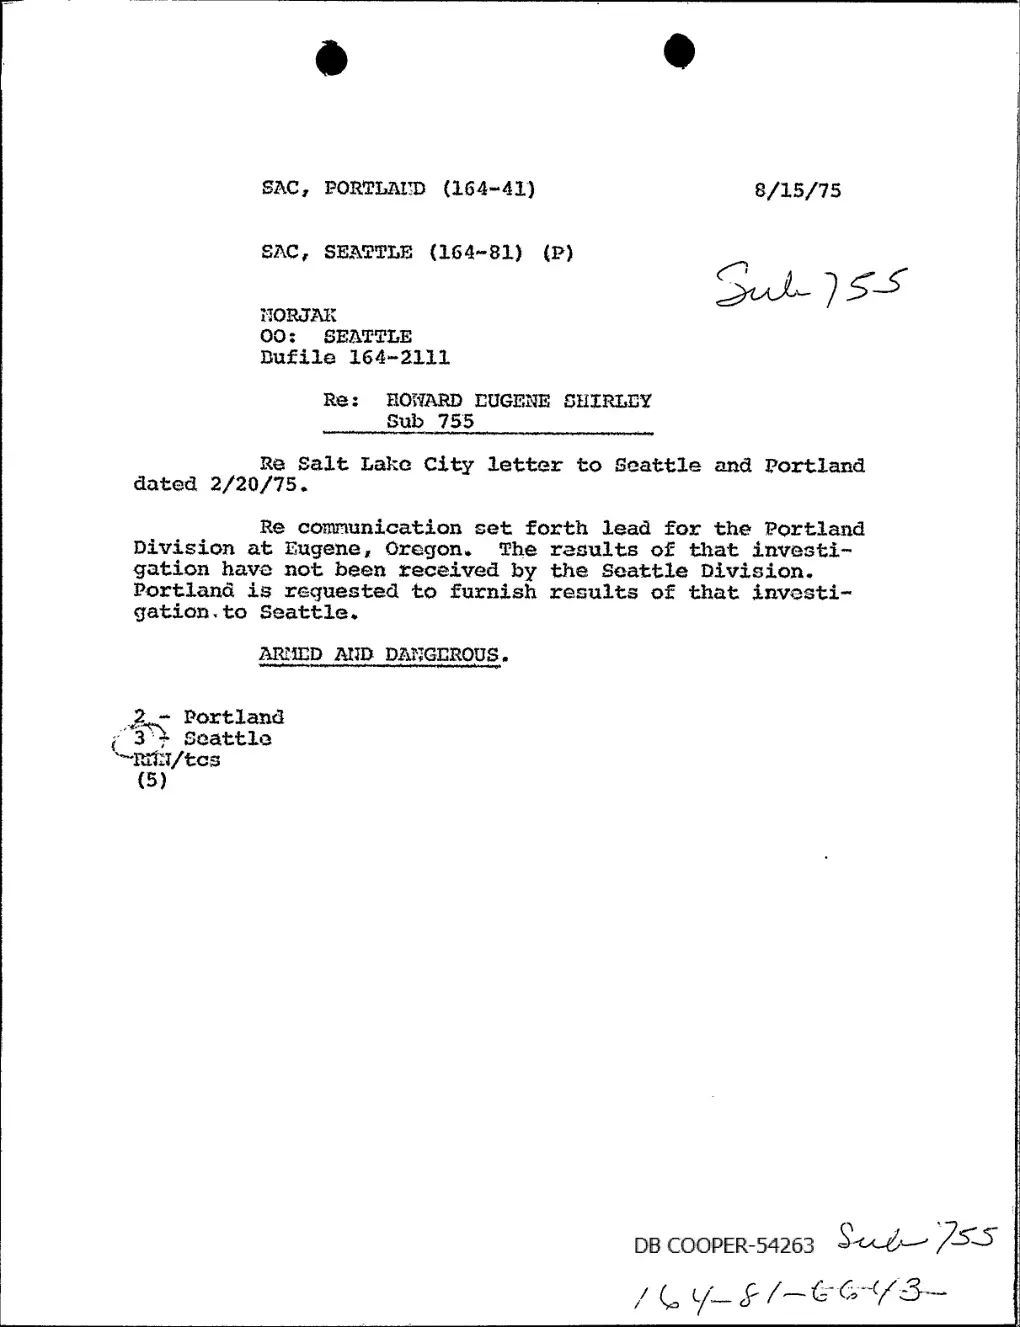 SAC, PORTLAND (164-41) 8/15/75
SAC, SEATTLE (164-81) (P)
Sub 755
NORJAK
OO: SEATTLE
Bufile 164-2111
Re: HOWARD EUGENE SHIRLEY
Sub 755
Re Salt Lake City letter to Seattle and Portland
dated 2/20/75.
Re communication set forth lead for the Portland
Division at Eugene, Oregon. The results of that investi-
gation have not been received by the Seattle Division.
Portland is requested to furnish results of that investi-
gation.to Seattle.
ARMED AND DANGEROUS.
2 - Portland
3 - Seattle
/tcs
(5)
DB COOPER-54263 Sub 755
164-81-6643